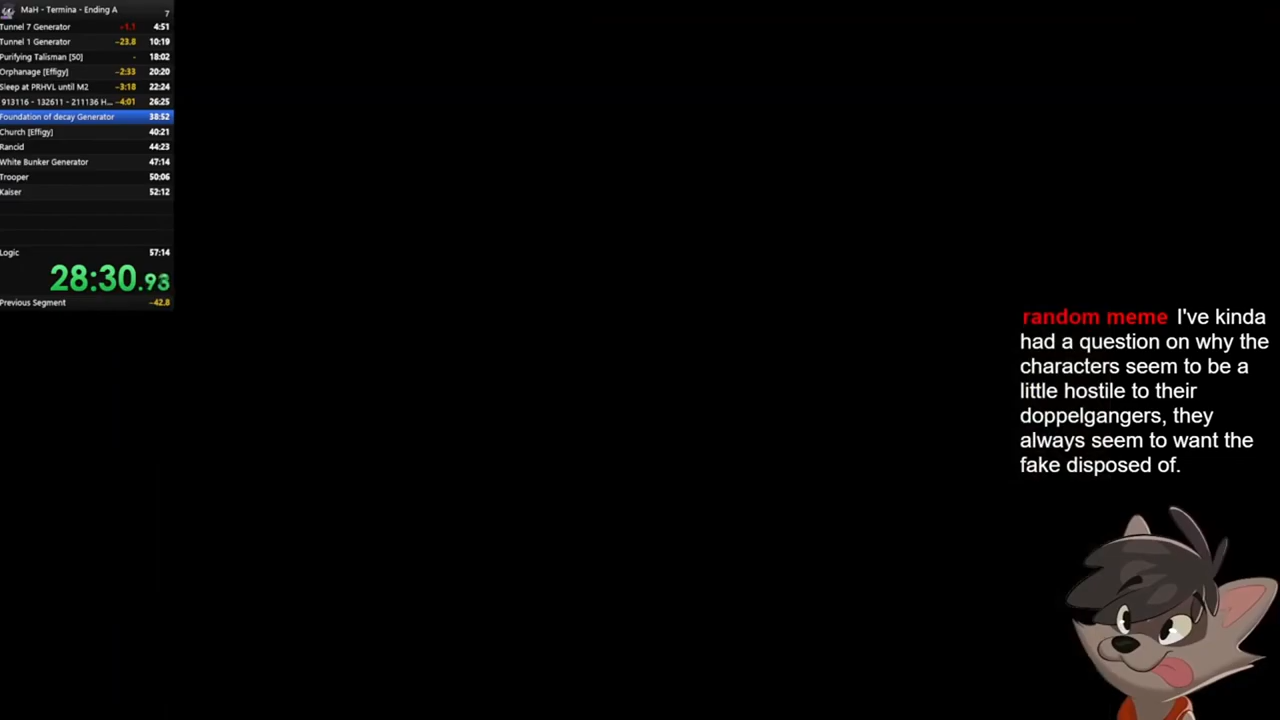 MaH - Termina - Ending A
7
Tunnel 7 Generator -1.1 4:51
Tunnel 1 Generator -23.8 10:19
Purifying Talisman [50] - 18:02
Orphanage [Effigy] -2:33 20:20
Sleep at PRHVL until M2 -3:18 22:24
913116 - 132611 - 211136 H... -4:01 26:25
Foundation of decay Generator 38:52
Church [Effigy] 40:21
Rancid 44:23
White Bunker Generator 47:14
Trooper 50:06
Kaiser 52:12
Logic 57:14
28:30.93
Previous Segment -42.8
random meme I've kinda
had a question on why the
characters seem to be a
little hostile to their
doppelgangers, they
always seem to want the
fake disposed of.